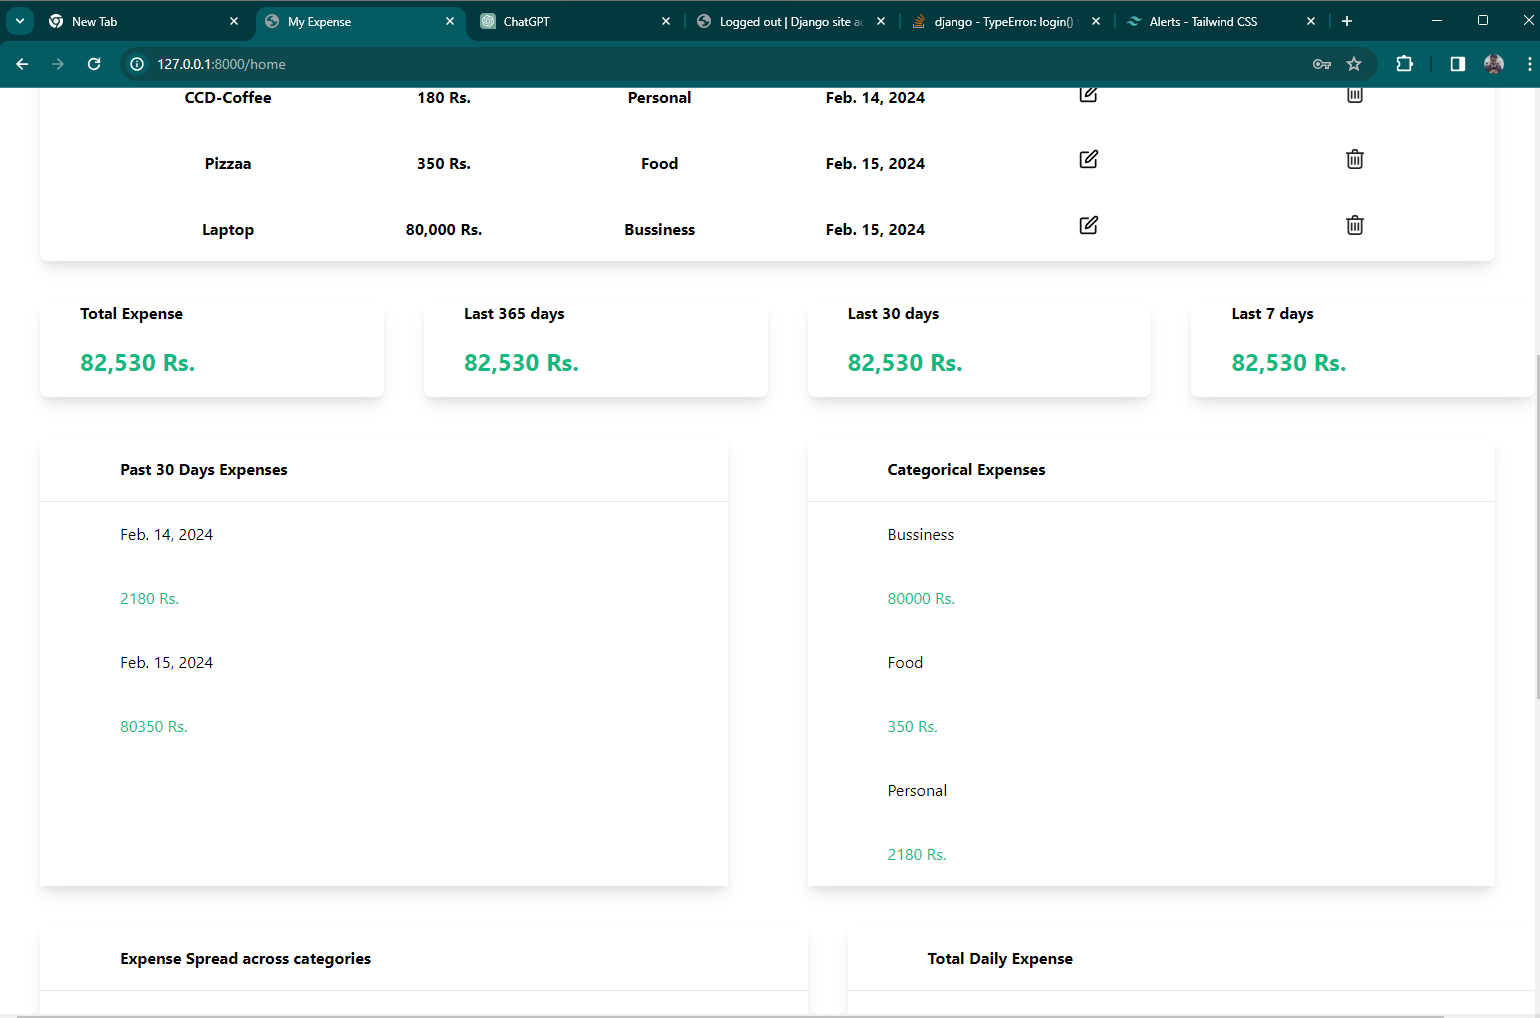 New Tab
My Expense
ChatGPT
Logged out | Django site ac
django - TypeError: login()
Alerts - Tailwind CSS
127.0.0.1:8000/home
CCD-Coffee 180 Rs. Personal Feb. 14, 2024
Pizzaa 350 Rs. Food Feb. 15, 2024
Laptop 80,000 Rs. Bussiness Feb. 15, 2024
Total Expense
82,530 Rs.
Last 365 days
82,530 Rs.
Last 30 days
82,530 Rs.
Last 7 days
82,530 Rs.
Past 30 Days Expenses
Feb. 14, 2024
2180 Rs.
Feb. 15, 2024
80350 Rs.
Categorical Expenses
Bussiness
80000 Rs.
Food
350 Rs.
Personal
2180 Rs.
Expense Spread across categories
Total Daily Expense